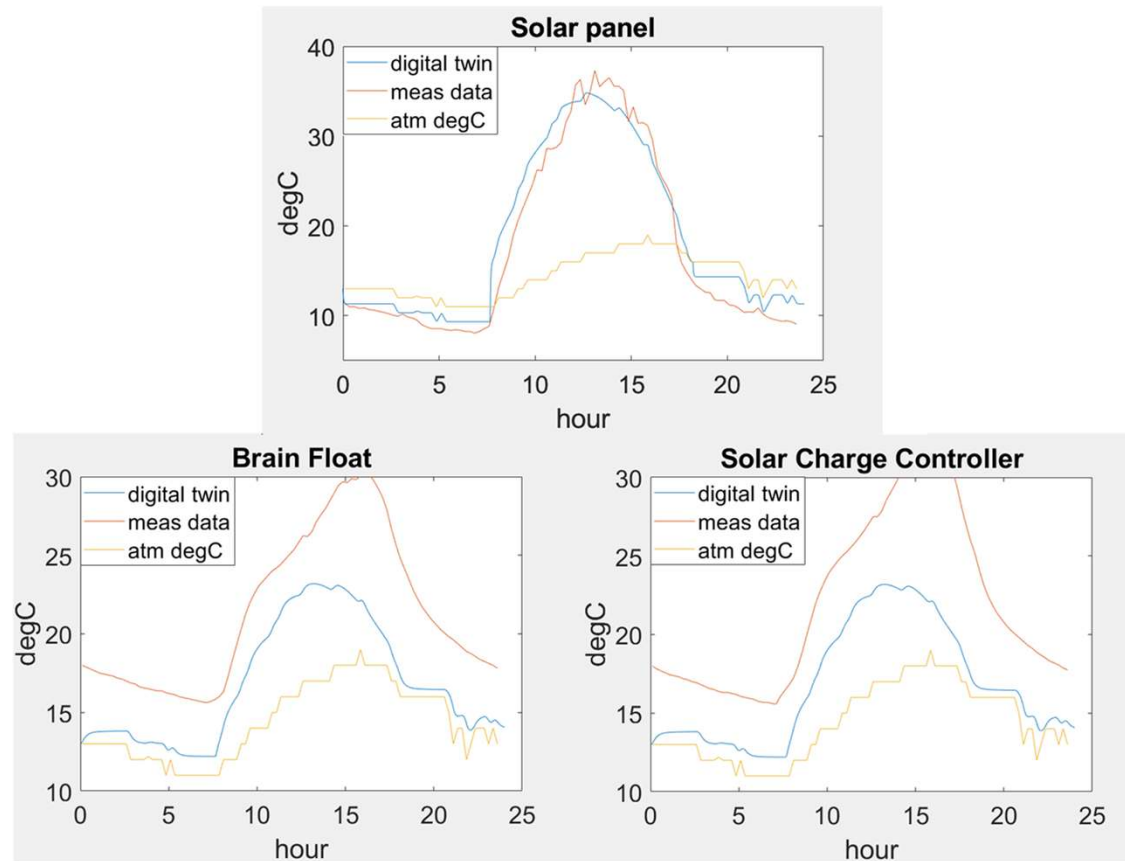 Solar panel
40
30
20
10
digital twin
meas data
atm degC
degC
0 5 10 15 20 25
hour
Brain Float
30
25
20
15
10
digital twin
meas data
atm degC
degC
0 5 10 15 20 25
hour
Solar Charge Controller
30
25
20
15
10
digital twin
meas data
atm degC
degC
0 5 10 15 20 25
hour